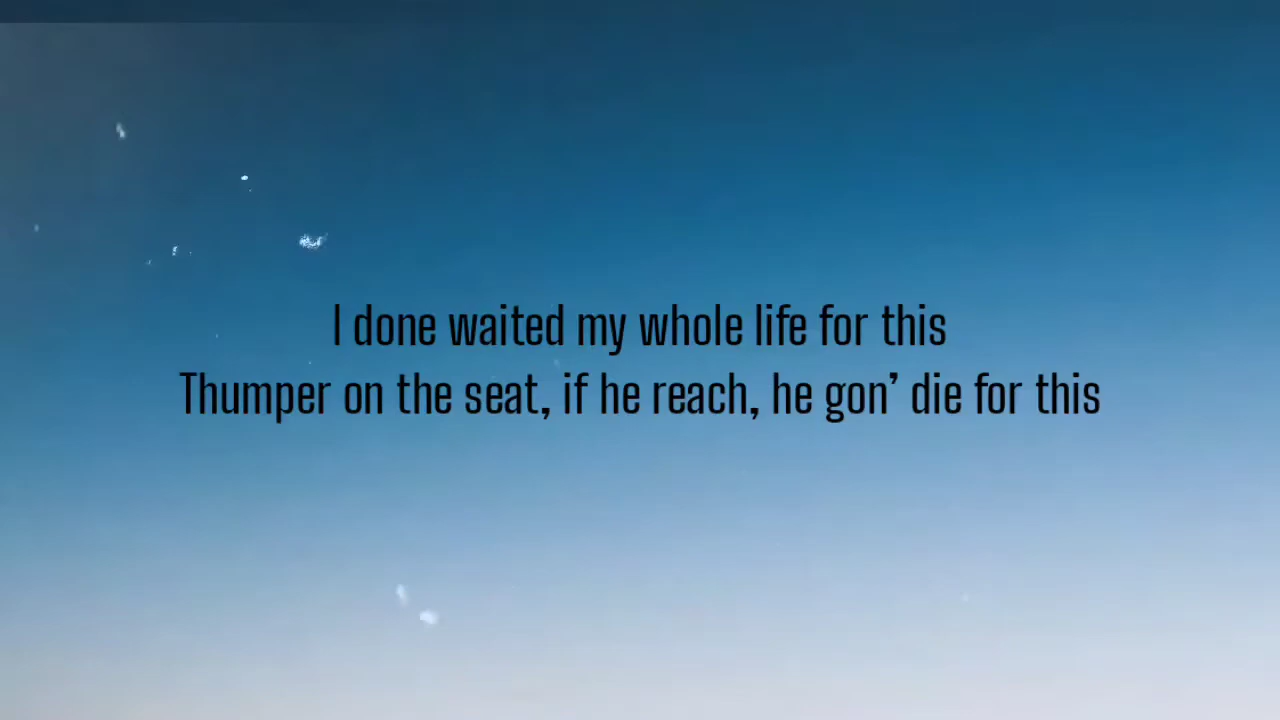 I done waited my whole life for this
Thumper on the seat, if he reach, he gon’ die for this